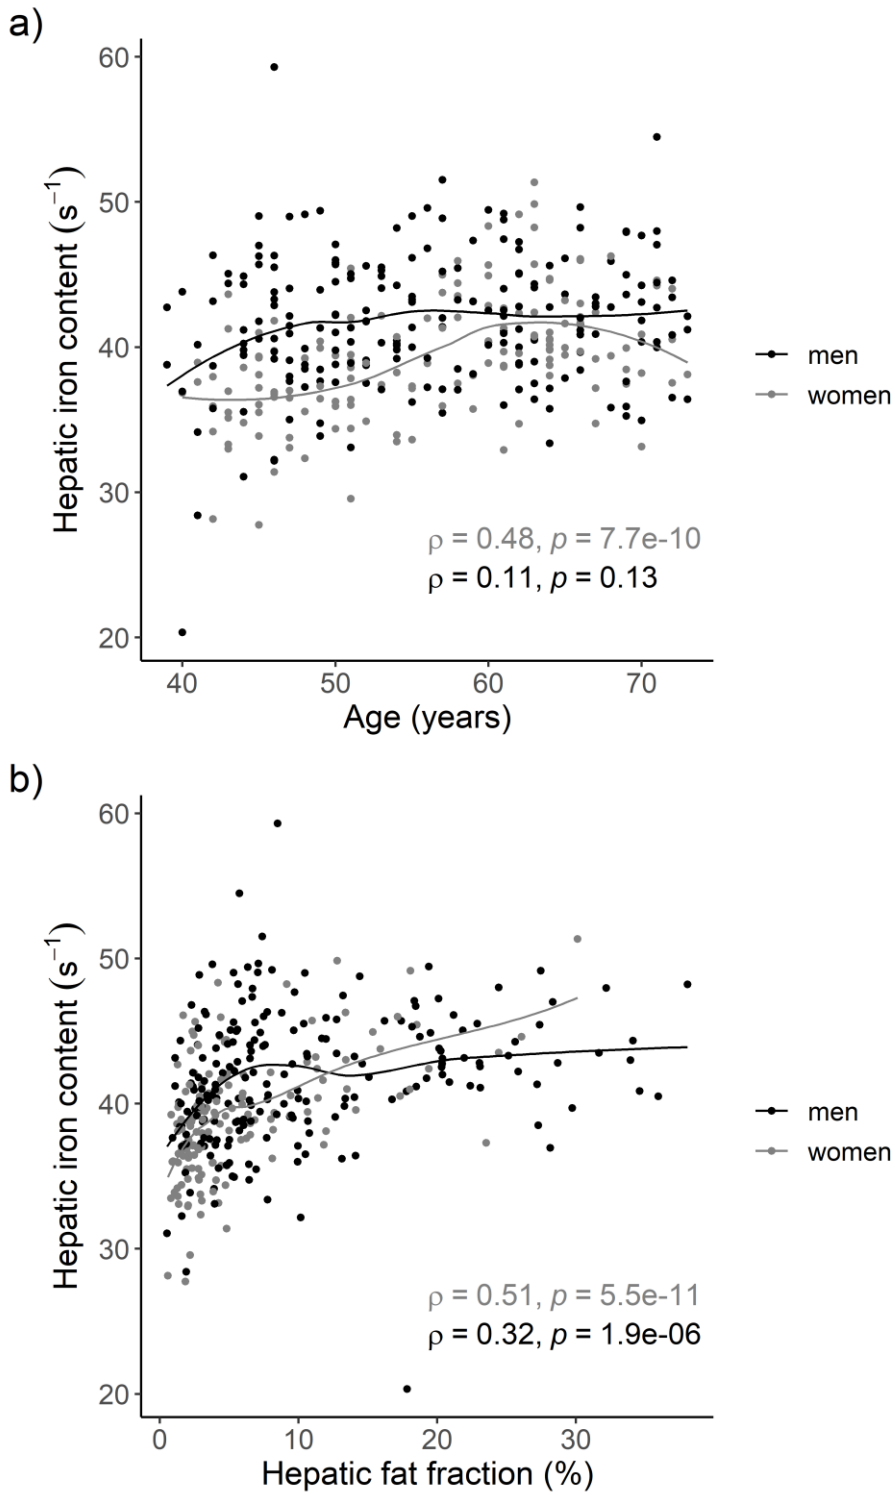 a)
60
50
40
30
20
Hepatic iron content (s⁻¹)
ρ = 0.48, p = 7.7e-10
ρ = 0.11, p = 0.13
40 50 60 70
Age (years)
men
women
b)
60
50
40
30
20
Hepatic iron content (s⁻¹)
ρ = 0.51, p = 5.5e-11
ρ = 0.32, p = 1.9e-06
0 10 20 30
Hepatic fat fraction (%)
men
women